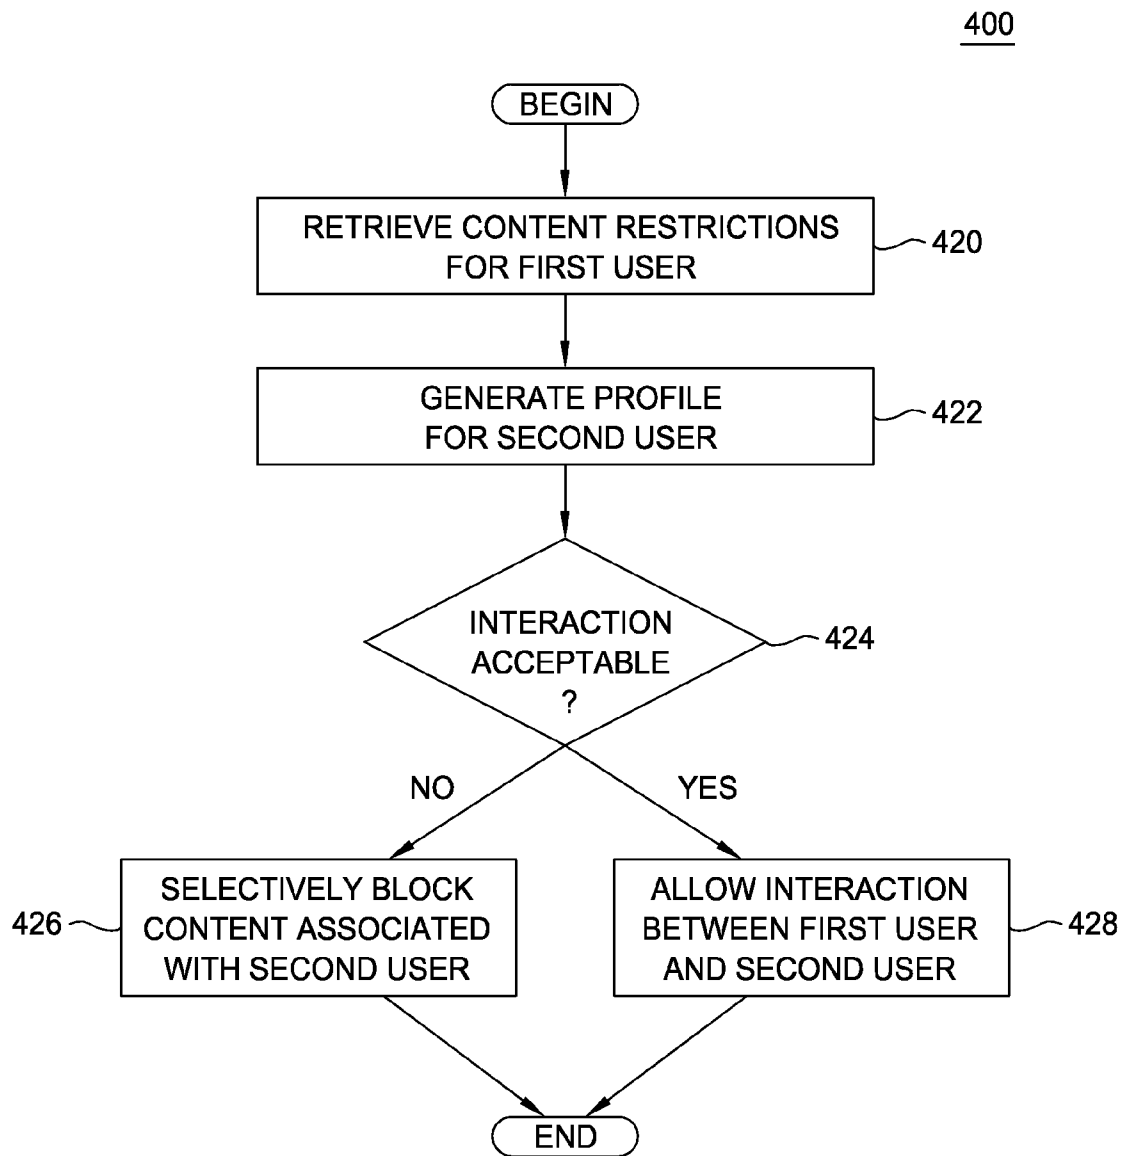 400
BEGIN
RETRIEVE CONTENT RESTRICTIONS
FOR FIRST USER
420
GENERATE PROFILE
FOR SECOND USER
422
INTERACTION
ACCEPTABLE
?
424
NO
YES
SELECTIVELY BLOCK
CONTENT ASSOCIATED
WITH SECOND USER
426
ALLOW INTERACTION
BETWEEN FIRST USER
AND SECOND USER
428
END